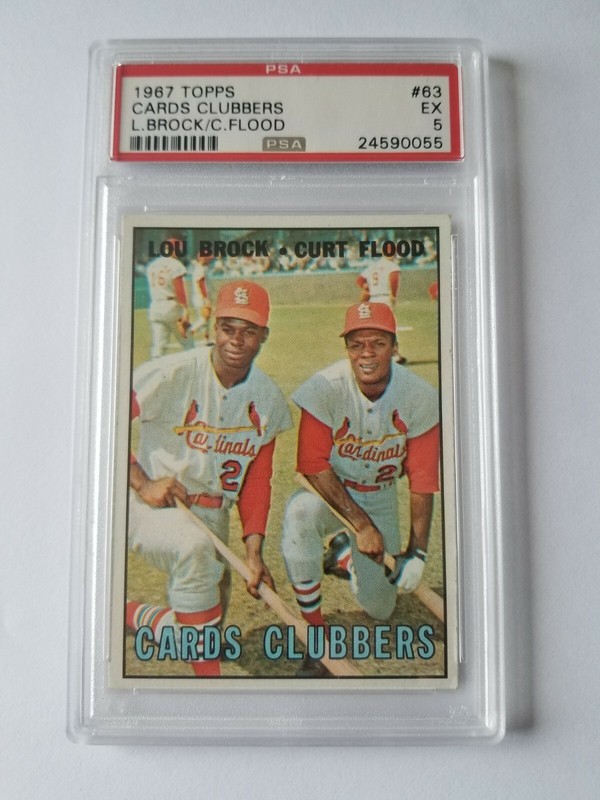 PSA
1967 TOPPS #63
CARDS CLUBBERS EX
L.BROCK/C.FLOOD 5
PSA 24590055
LOU BROCK • CURT FLOOD
Cardinals Cardinals
2 2
CARDS CLUBBERS